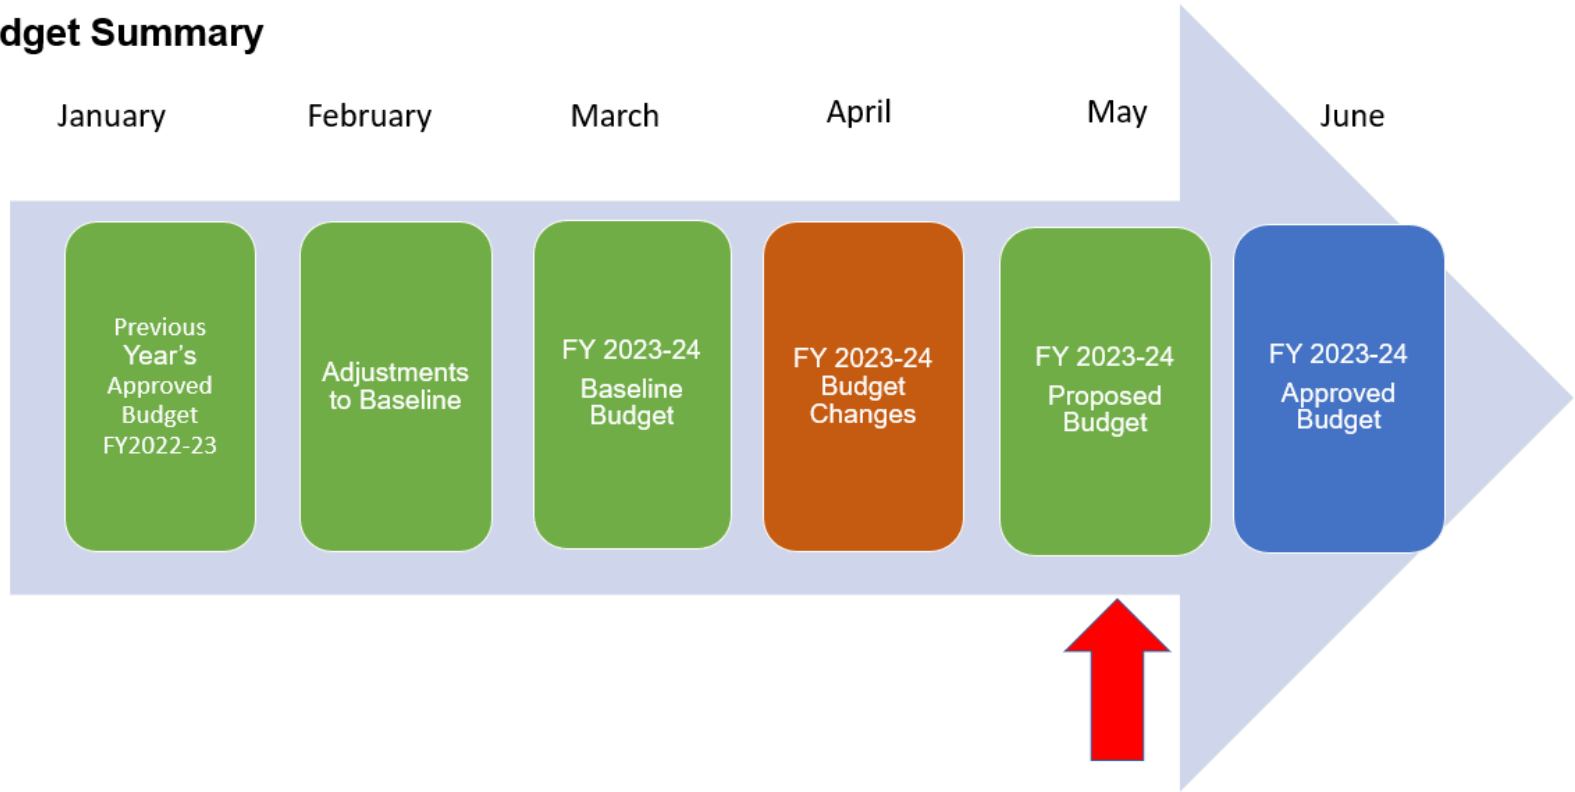 dget Summary
January
February
March
April
May
June
Previous
Year's
Approved
Budget
FY2022-23
Adjustments
to Baseline
FY 2023-24
Baseline
Budget
FY 2023-24
Budget
Changes
FY 2023-24
Proposed
Budget
FY 2023-24
Approved
Budget